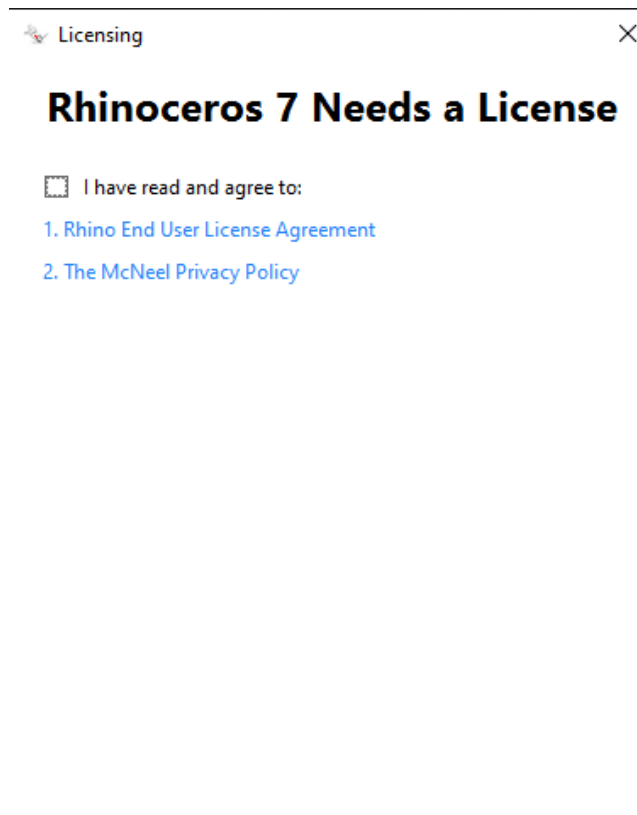 Licensing
Rhinoceros 7 Needs a License
I have read and agree to:
1. Rhino End User License Agreement
2. The McNeel Privacy Policy